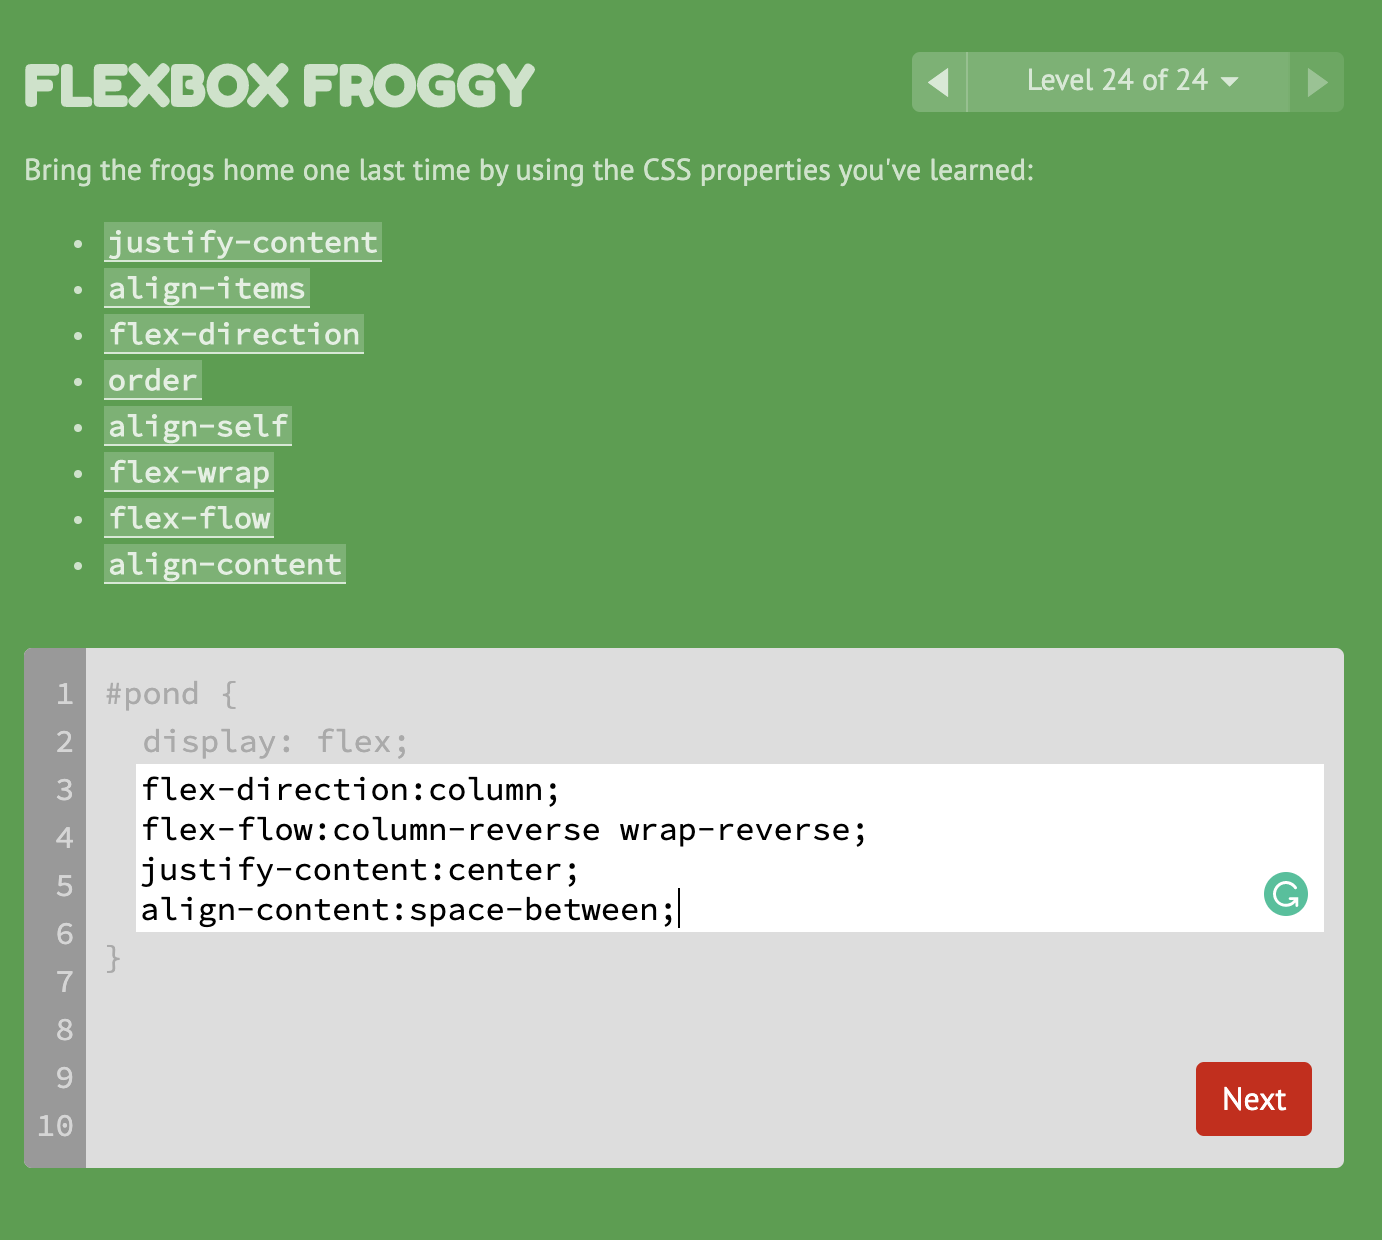 FLEXBOX FROGGY
Level 24 of 24
Bring the frogs home one last time by using the CSS properties you've learned:
• justify-content
• align-items
• flex-direction
• order
• align-self
• flex-wrap
• flex-flow
• align-content
1 #pond {
2 display: flex;
3 flex-direction:column;
4 flex-flow:column-reverse wrap-reverse;
5 justify-content:center;
6 align-content:space-between;
}
7
8
9
10
Next